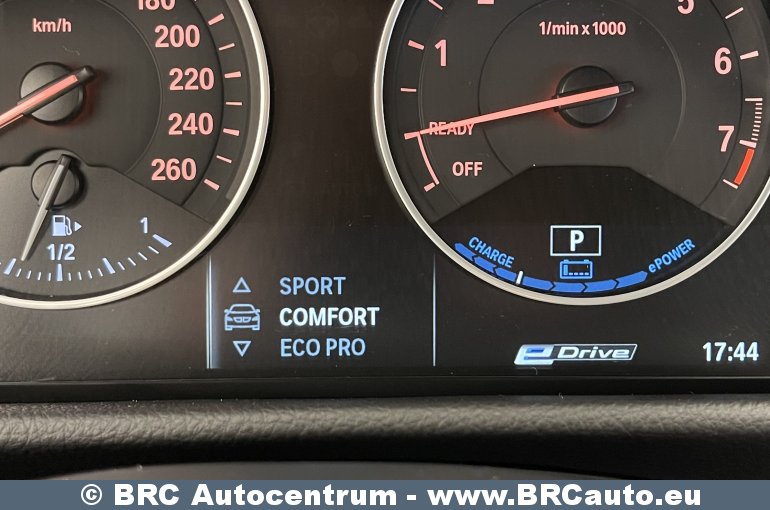 km/h
180
200
220
240
260
1/2
1
1/min x 1000
1
5
6
7
READY
OFF
P
CHARGE
ePOWER
SPORT
COMFORT
ECO PRO
eDrive
17:44
© BRC Autocentrum - www.BRCauto.eu